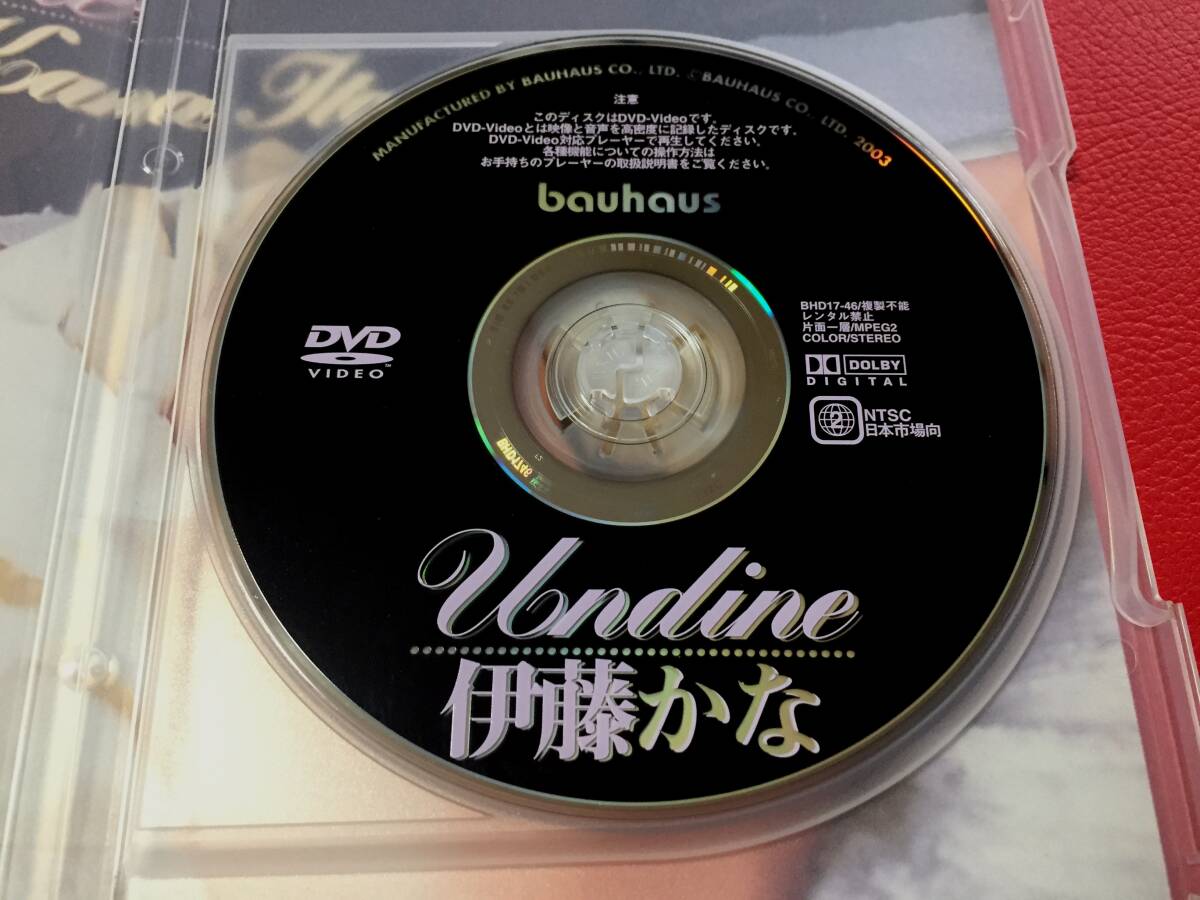 Kana Ito
MANUFACTURED BY BAUHAUS CO., LTD. ©BAUHAUS CO., LTD. 2003
注意
このディスクはDVD-Videoです。
DVD-Videoとは映像と音声を高密度に記録したディスクです。
DVD-Video対応プレーヤーで再生してください。
各種機能についての操作方法は
お手持ちのプレーヤーの取扱説明書をご覧ください。
bauhaus
DVD
VIDEO
™
BHD17-46/複製不能
レンタル禁止
片面一層/MPEG2
COLOR/STEREO
DOLBY
DIGITAL
2
NTSC
日本市場向
Undine
伊藤かな